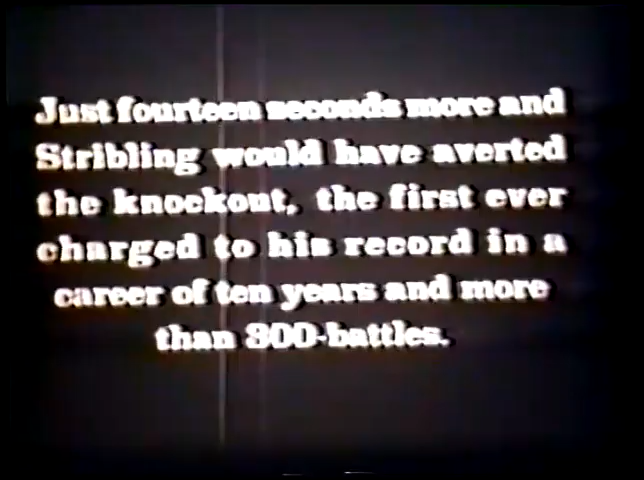 Just fourteen seconds more and
Stribling would have averted
the knockout, the first ever
charged to his record in a
career of ten years and more
than 300-battles.